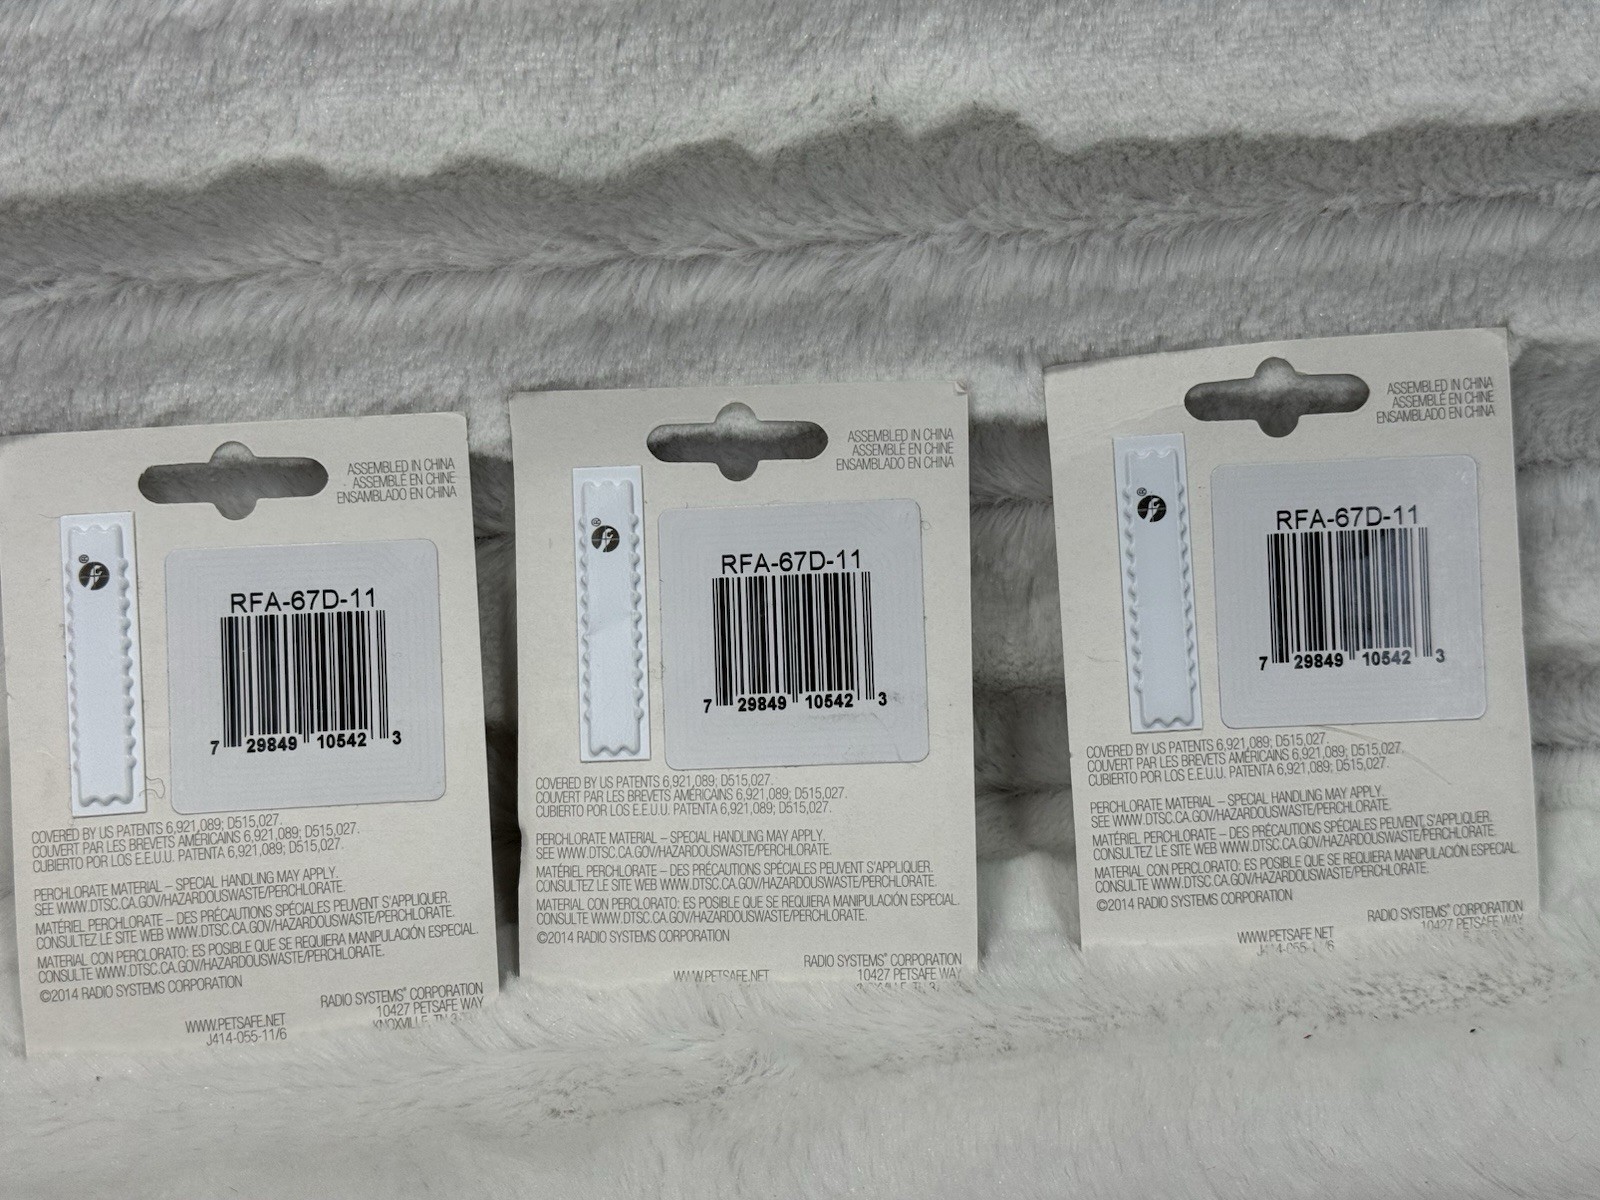 ASSEMBLED IN CHINA
ASSEMBLÉ EN CHINE
ENSAMBLADO EN CHINA
RFA-67D-11
7 29849 10542 3
COVERED BY US PATENTS 6,921,089; D515,027.
COUVERT PAR LES BREVETS AMÉRICAINS 6,921,089; D515,027.
CUBIERTO POR LOS E.E.U.U. PATENTA 6,921,089; D515,027.
PERCHLORATE MATERIAL – SPECIAL HANDLING MAY APPLY.
SEE WWW.DTSC.CA.GOV/HAZARDOUSWASTE/PERCHLORATE.
MATÉRIEL PERCHLORATE – DES PRÉCAUTIONS SPÉCIALES PEUVENT S'APPLIQUER.
CONSULTEZ LE SITE WEB WWW.DTSC.CA.GOV/HAZARDOUSWASTE/PERCHLORATE.
MATERIAL CON PERCLORATO: ES POSIBLE QUE SE REQUIERA MANIPULACIÓN ESPECIAL.
CONSULTE WWW.DTSC.CA.GOV/HAZARDOUSWASTE/PERCHLORATE.
©2014 RADIO SYSTEMS CORPORATION
RADIO SYSTEMS® CORPORATION
10427 PETSAFE WAY
KNOXVILLE, TN
WWW.PETSAFE.NET
J414-055-11/6
ASSEMBLED IN CHINA
ASSEMBLÉ EN CHINE
ENSAMBLADO EN CHINA
RFA-67D-11
7 29849 10542 3
COVERED BY US PATENTS 6,921,089; D515,027.
COUVERT PAR LES BREVETS AMÉRICAINS 6,921,089; D515,027.
CUBIERTO POR LOS E.E.U.U. PATENTA 6,921,089; D515,027.
PERCHLORATE MATERIAL – SPECIAL HANDLING MAY APPLY.
SEE WWW.DTSC.CA.GOV/HAZARDOUSWASTE/PERCHLORATE.
MATÉRIEL PERCHLORATE – DES PRÉCAUTIONS SPÉCIALES PEUVENT S'APPLIQUER.
CONSULTEZ LE SITE WEB WWW.DTSC.CA.GOV/HAZARDOUSWASTE/PERCHLORATE.
MATERIAL CON PERCLORATO: ES POSIBLE QUE SE REQUIERA MANIPULACIÓN ESPECIAL.
CONSULTE WWW.DTSC.CA.GOV/HAZARDOUSWASTE/PERCHLORATE.
©2014 RADIO SYSTEMS CORPORATION
RADIO SYSTEMS® CORPORATION
10427 PETSAFE WAY
WWW.PETSAFE.NET
ASSEMBLED IN CHINA
ASSEMBLÉ EN CHINE
ENSAMBLADO EN CHINA
RFA-67D-11
7 29849 10542 3
COVERED BY US PATENTS 6,921,089; D515,027.
COUVERT PAR LES BREVETS AMÉRICAINS 6,921,089; D515,027.
CUBIERTO POR LOS E.E.U.U. PATENTA 6,921,089; D515,027.
PERCHLORATE MATERIAL – SPECIAL HANDLING MAY APPLY.
SEE WWW.DTSC.CA.GOV/HAZARDOUSWASTE/PERCHLORATE.
MATÉRIEL PERCHLORATE – DES PRÉCAUTIONS SPÉCIALES PEUVENT S'APPLIQUER.
CONSULTEZ LE SITE WEB WWW.DTSC.CA.GOV/HAZARDOUSWASTE/PERCHLORATE.
MATERIAL CON PERCLORATO: ES POSIBLE QUE SE REQUIERA MANIPULACIÓN ESPECIAL.
CONSULTE WWW.DTSC.CA.GOV/HAZARDOUSWASTE/PERCHLORATE.
©2014 RADIO SYSTEMS CORPORATION
RADIO SYSTEMS® CORPORATION
10427 PETSAFE WAY
WWW.PETSAFE.NET